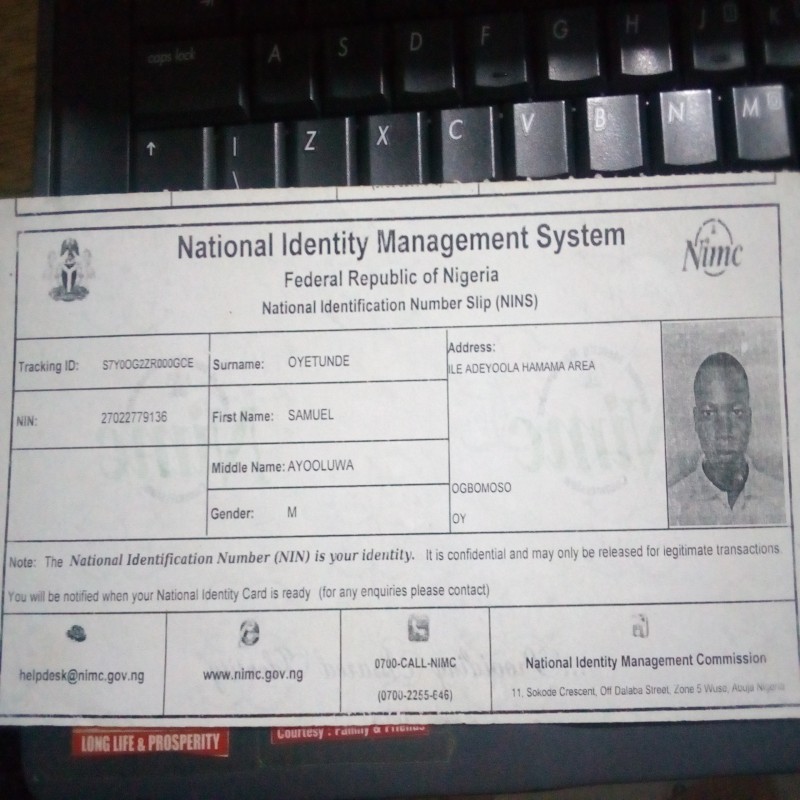 caps lock A S D F G H J K
Z X C V B N M
National Identity Management System
Federal Republic of Nigeria
National Identification Number Slip (NINS)
Nimc
Tracking ID: S7Y0OG2ZR000GCE
NIN: 27022779136
Surname: OYETUNDE
First Name: SAMUEL
Middle Name: AYOOLUWA
Gender: M
Address:
ILE ADEYOOLA HAMAMA AREA
OGBOMOSO
OY
Note: The National Identification Number (NIN) is your identity. It is confidential and may only be released for legitimate transactions.
You will be notified when your National Identity Card is ready (for any enquiries please contact)
helpdesk@nimc.gov.ng
www.nimc.gov.ng
0700-CALL-NIMC
(0700-2255-646)
National Identity Management Commission
11, Sokode Crescent, Off Dalaba Street, Zone 5 Wuse, Abuja Nigeria
LONG LIFE & PROSPERITY
Courtesy : Family & Friends